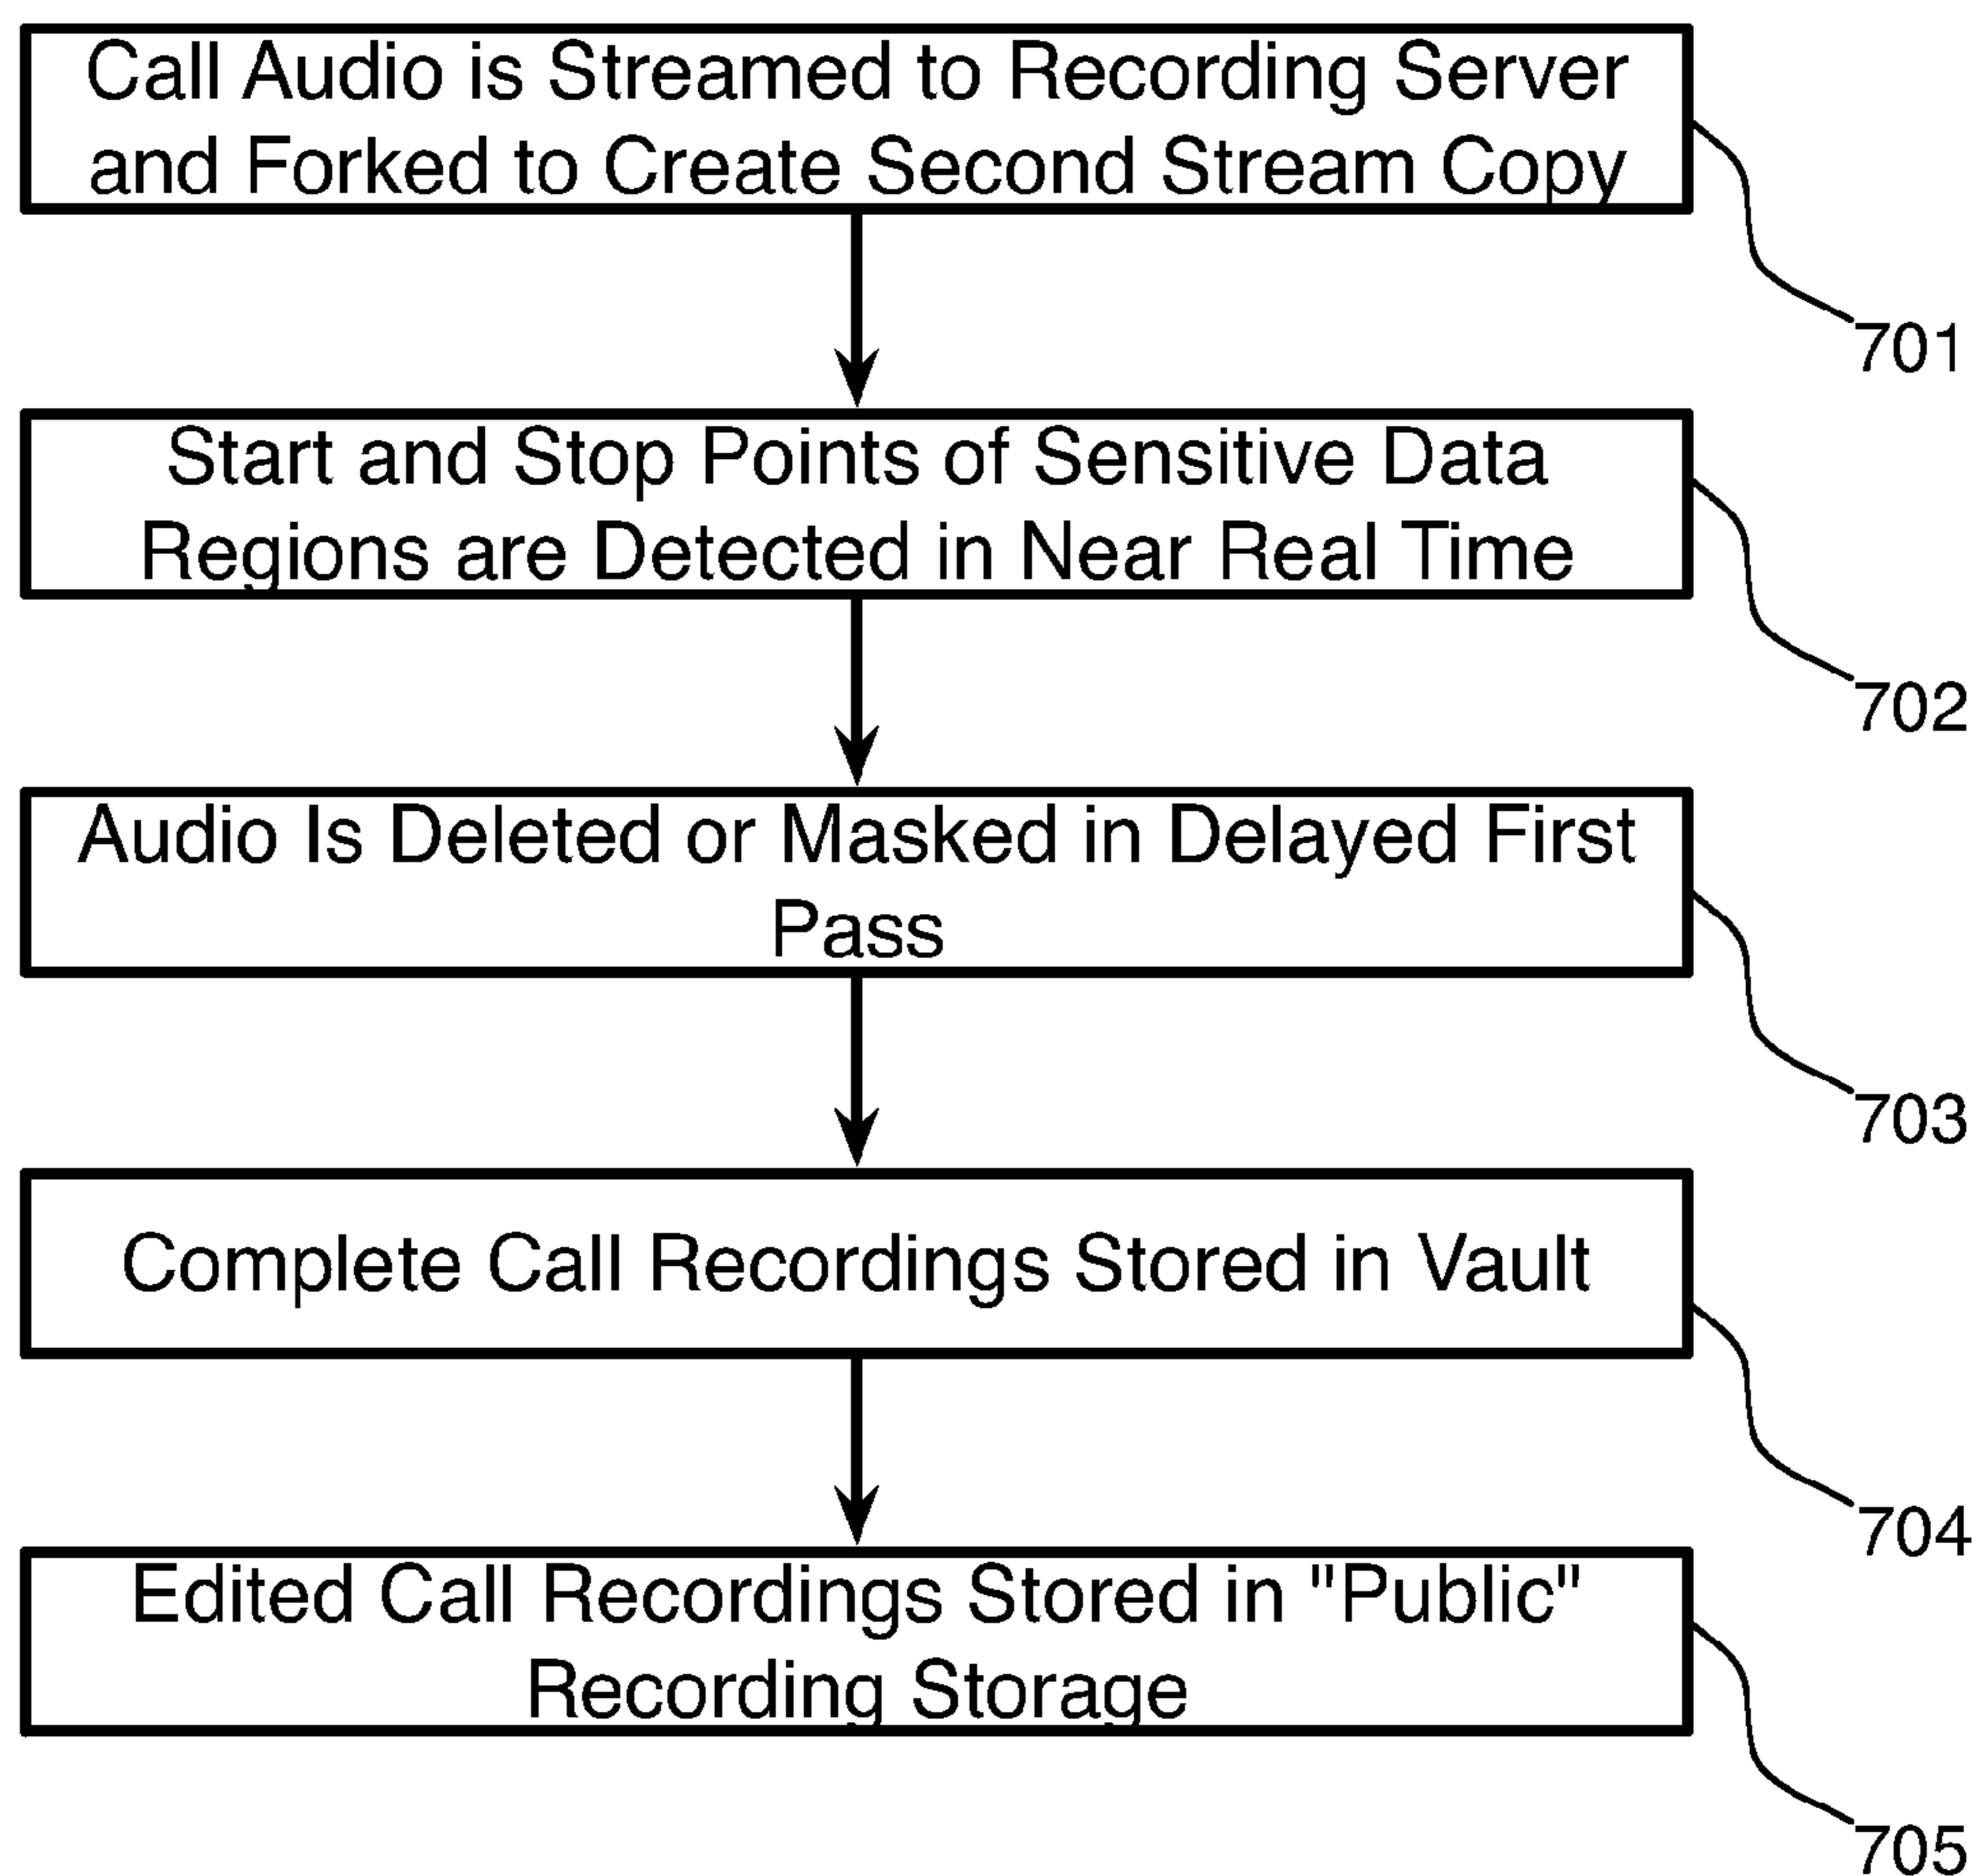 Call Audio is Streamed to Recording Server
and Forked to Create Second Stream Copy
701
Start and Stop Points of Sensitive Data
Regions are Detected in Near Real Time
702
Audio Is Deleted or Masked in Delayed First
Pass
703
Complete Call Recordings Stored in Vault
704
Edited Call Recordings Stored in "Public"
Recording Storage
705